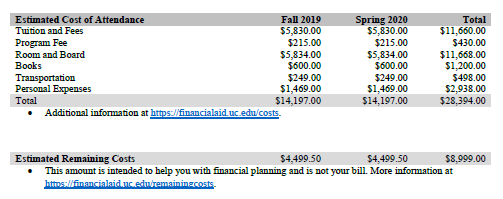 Estimated Cost of Attendance Fall 2019 Spring 2020 Total
Tuition and Fees $5,830.00 $5,830.00 $11,660.00
Program Fee $215.00 $215.00 $430.00
Room and Board $5,834.00 $5,834.00 $11,668.00
Books $600.00 $600.00 $1,200.00
Transportation $249.00 $249.00 $498.00
Personal Expenses $1,469.00 $1,469.00 $2,938.00
Total $14,197.00 $14,197.00 $28,394.00
• Additional information at https://financialaid.uc.edu/costs.
Estimated Remaining Costs $4,499.50 $4,499.50 $8,999.00
• This amount is intended to help you with financial planning and is not your bill. More information at
https://financialaid.uc.edu/remainingcosts.